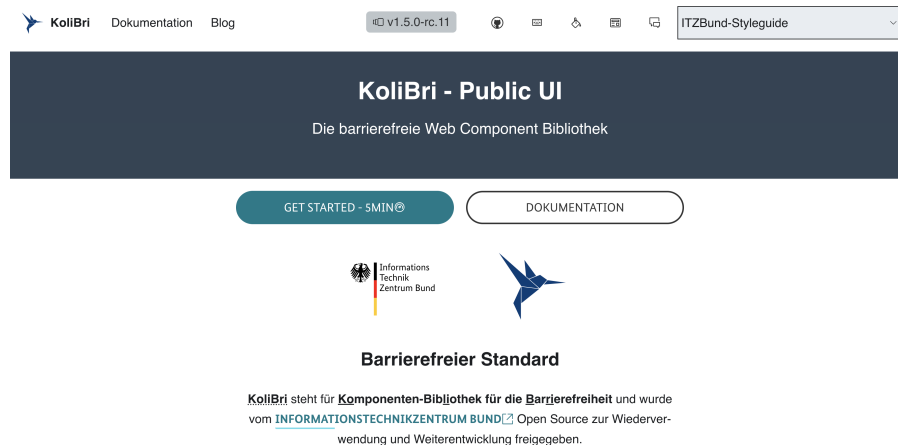 KoliBri Dokumentation Blog v1.5.0-rc.11 ITZBund-Styleguide
KoliBri - Public UI
Die barrierefreie Web Component Bibliothek
GET STARTED - 5MIN DOKUMENTATION
Informations
Technik
Zentrum Bund
Barrierefreier Standard
KoliBri steht für Komponenten-Bibliothek für die Barrierefreiheit und wurde
vom INFORMATIONSTECHNIKZENTRUM BUND Open Source zur Wiederver-
wendung und Weiterentwicklung freigegeben.